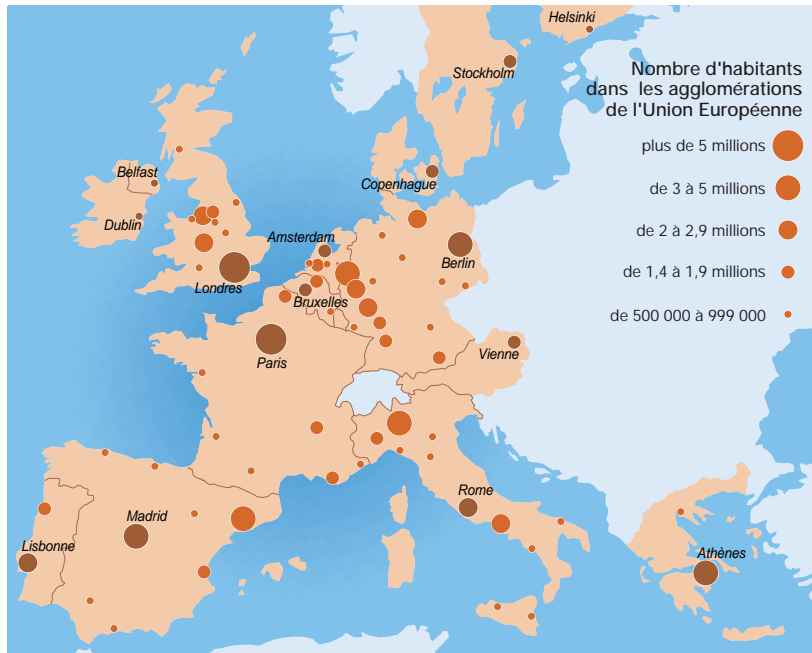 Helsinki
Stockholm
Nombre d'habitants
dans les agglomérations
de l'Union Européenne
plus de 5 millions
de 3 à 5 millions
de 2 à 2,9 millions
de 1,4 à 1,9 millions
de 500 000 à 999 000
Belfast
Copenhague
Dublin
Amsterdam
Berlin
Londres
Bruxelles
Paris
Vienne
Rome
Madrid
Lisbonne
Athènes